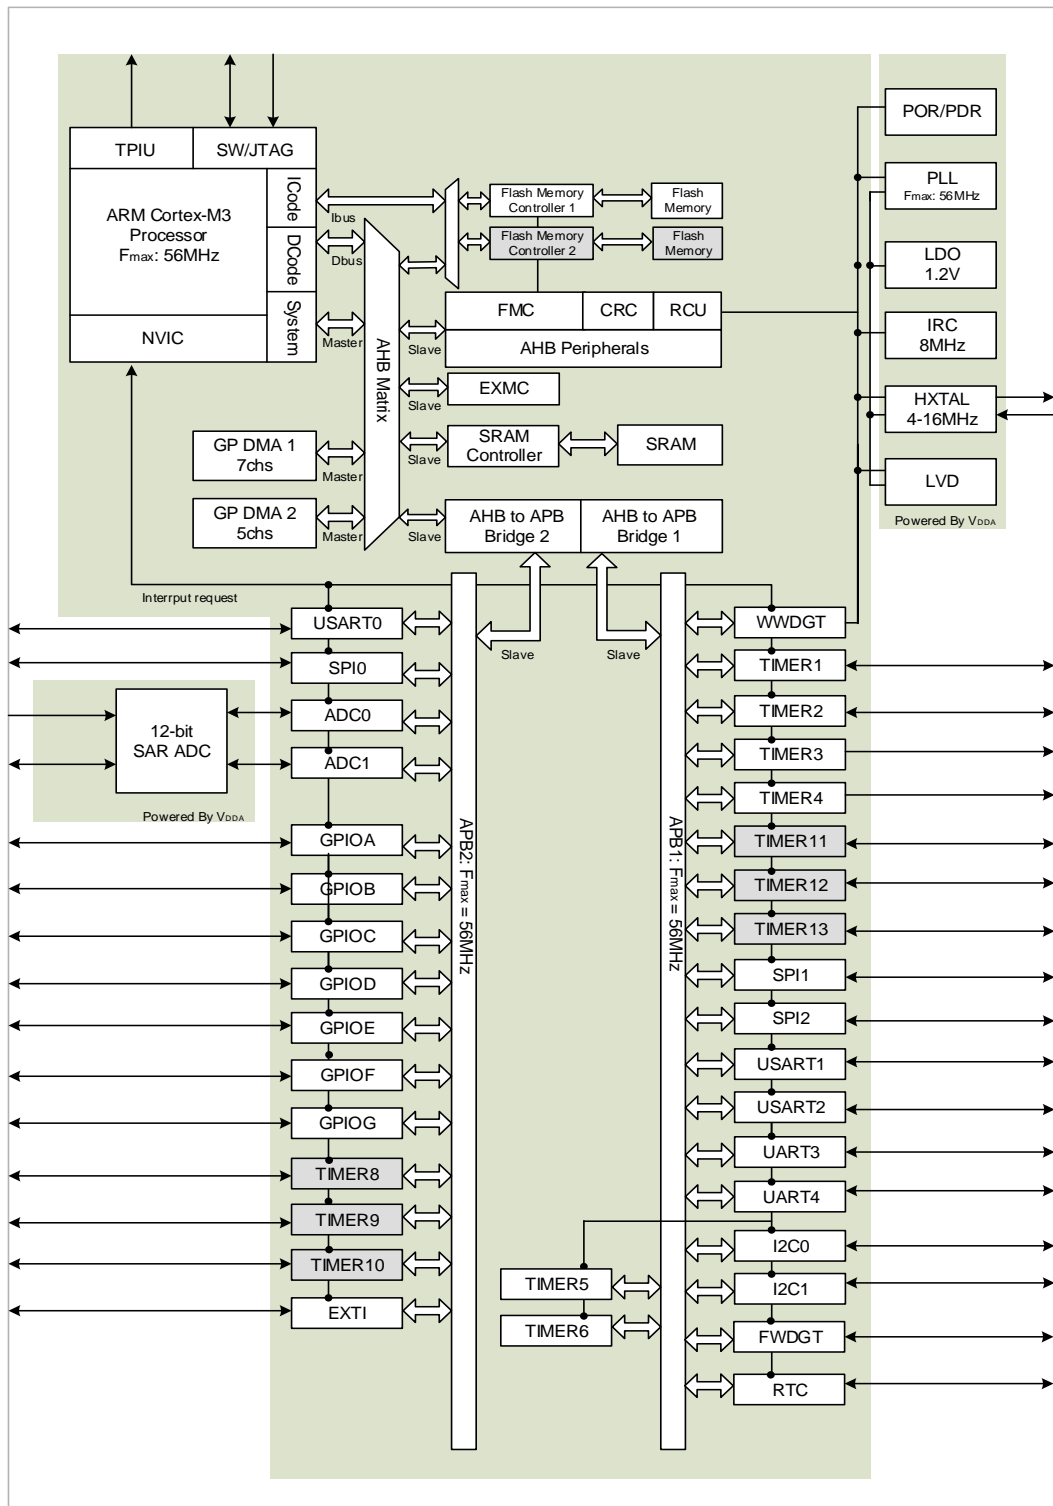 TPIU
SW/JTAG
ARM Cortex-M3
Processor
Fmax: 56MHz
ICode
DCode
System
NVIC
Ibus
Dbus
Master
Slave
AHB Matrix
Flash Memory
Controller 1
Flash
Memory
Flash Memory
Controller 2
Flash
Memory
FMC
CRC
RCU
AHB Peripherals
EXMC
Slave
GP DMA 1
7chs
Master
Slave
SRAM
Controller
SRAM
GP DMA 2
5chs
Master
Slave
AHB to APB
Bridge 2
AHB to APB
Bridge 1
POR/PDR
PLL
Fmax: 56MHz
LDO
1.2V
IRC
8MHz
HXTAL
4-16MHz
LVD
Powered By VDDA
Interrput request
Slave
Slave
USART0
SPI0
ADC0
ADC1
12-bit
SAR ADC
Powered By VDDA
GPIOA
GPIOB
GPIOC
GPIOD
GPIOE
GPIOF
GPIOG
TIMER8
TIMER9
TIMER10
EXTI
APB2: Fmax = 56MHz
APB1: Fmax = 56MHz
TIMER5
TIMER6
WWDGT
TIMER1
TIMER2
TIMER3
TIMER4
TIMER11
TIMER12
TIMER13
SPI1
SPI2
USART1
USART2
UART3
UART4
I2C0
I2C1
FWDGT
RTC